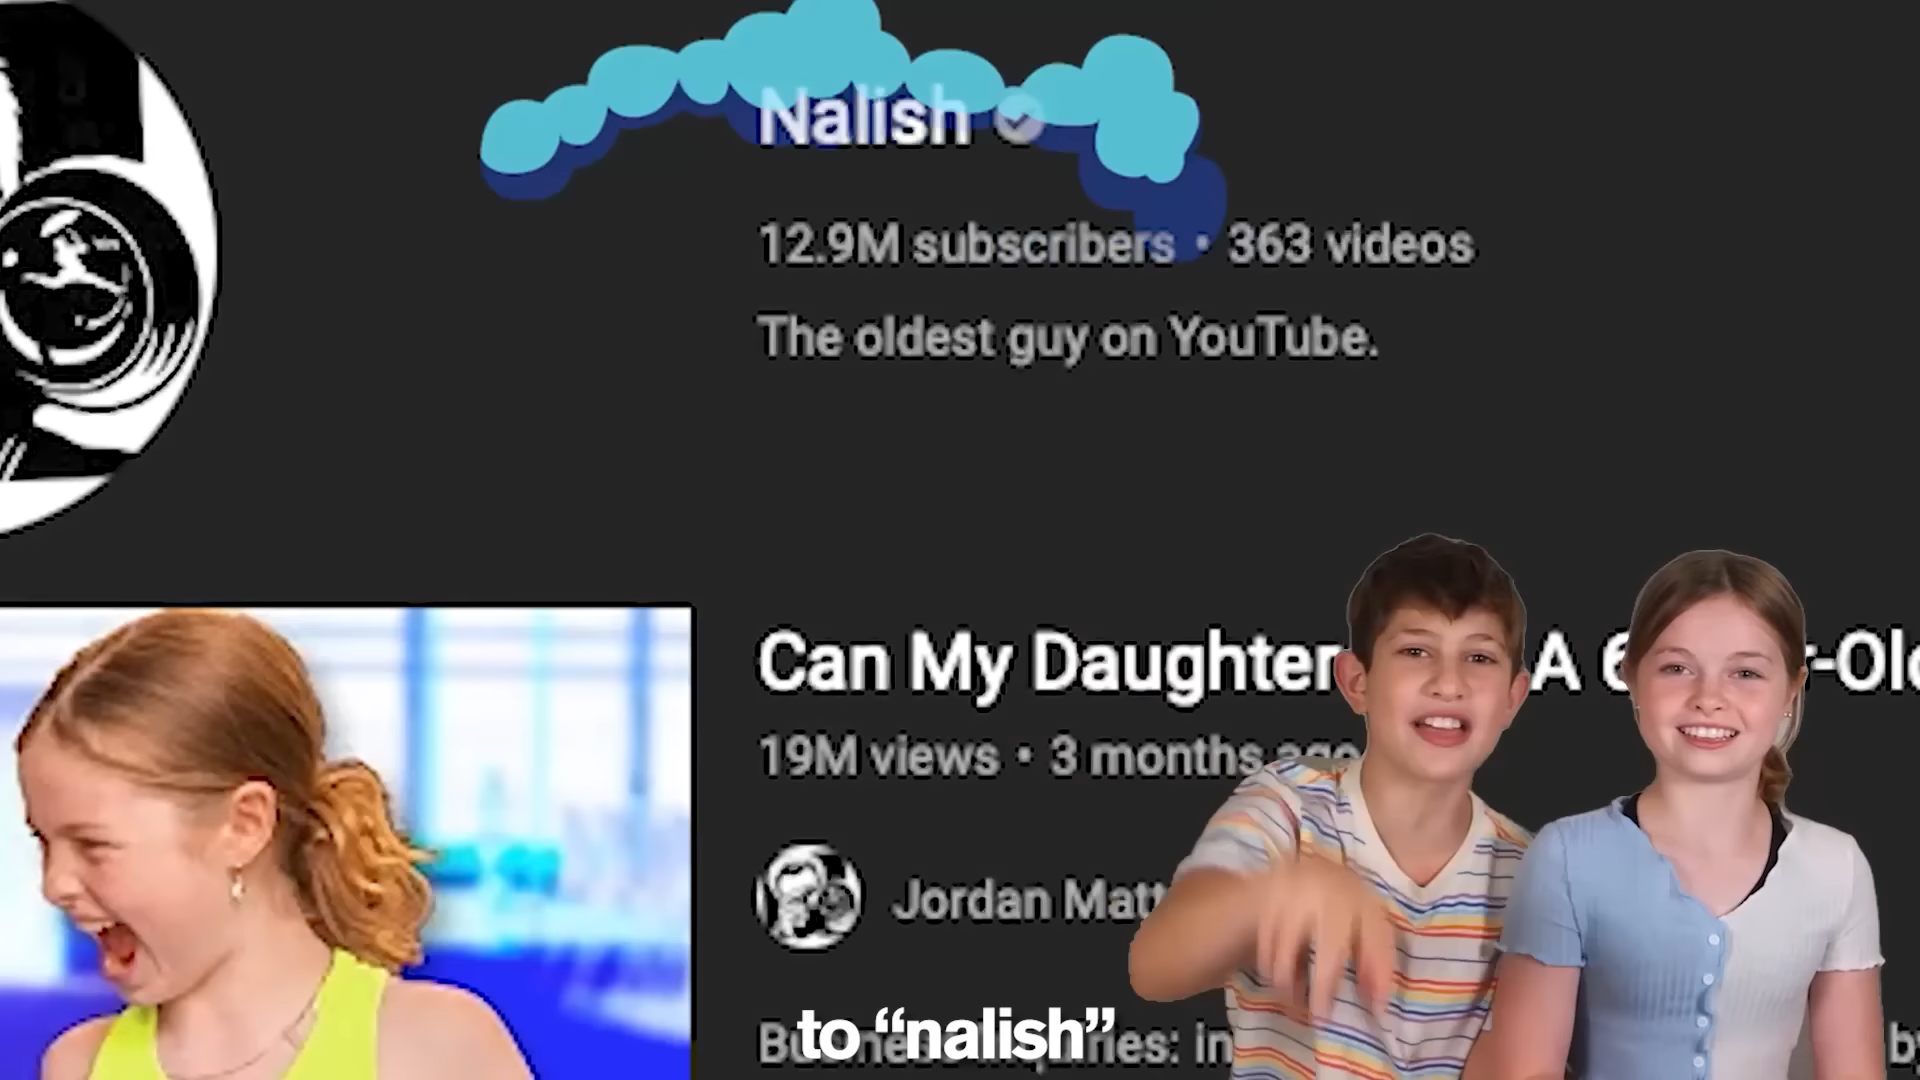 Nalish
12.9M subscribers • 363 videos
The oldest guy on YouTube.
Can My Daughter A
19M views • 3 months ago
Jordan
to “nalish”